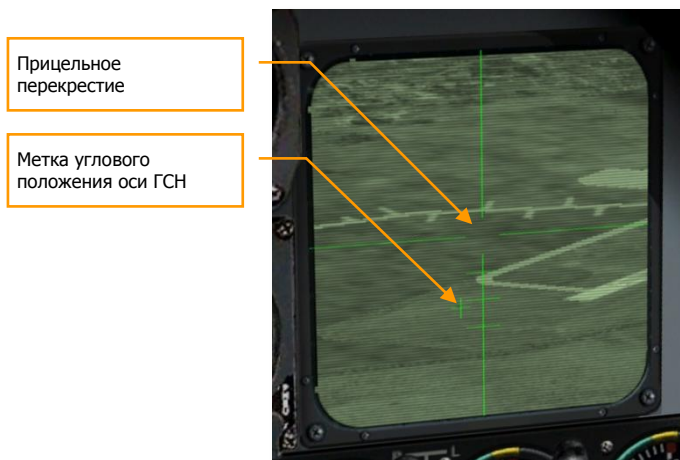 Прицельное
перекрестие
Метка углового
положения оси ГСН